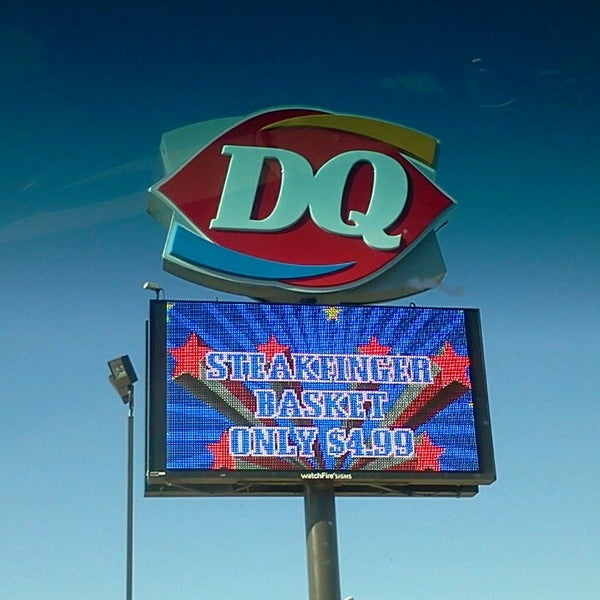 DQ
STEAKFINGER
BASKET
ONLY $4.99
watchFire SIGNS